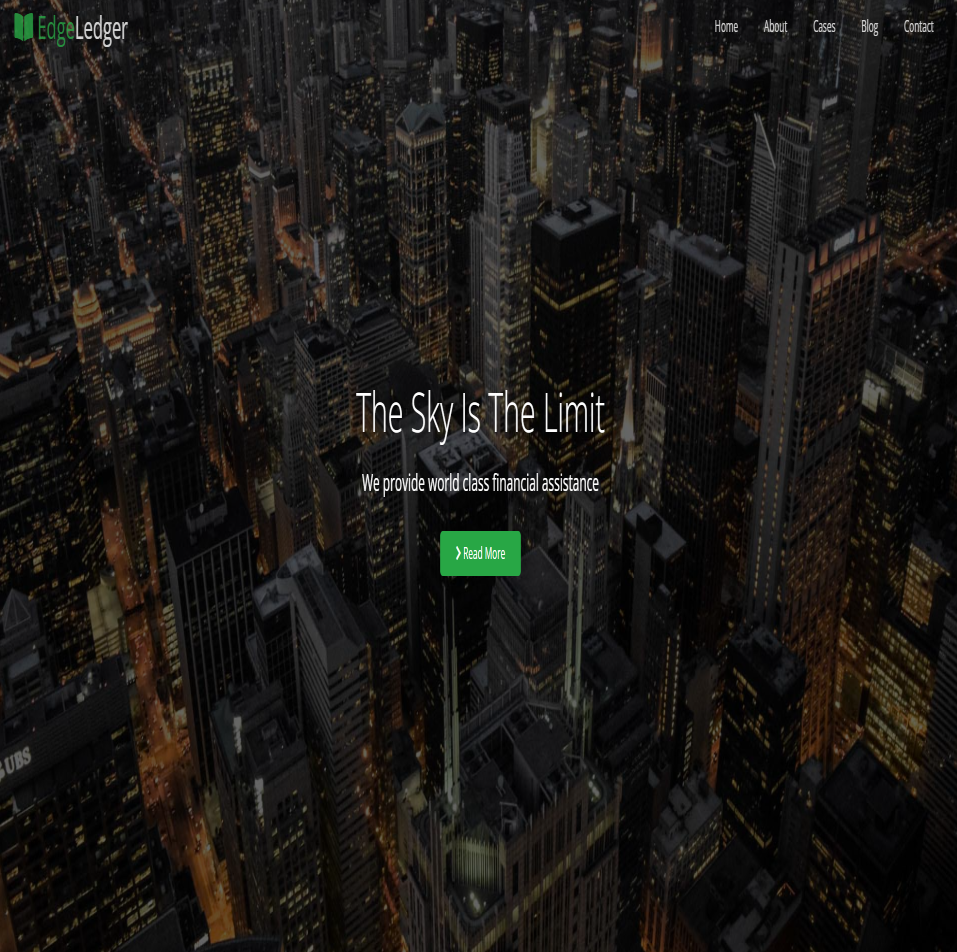 EdgeLedger
Home About Cases Blog Contact
The Sky Is The Limit
We provide world class financial assistance
❯ Read More
UBS